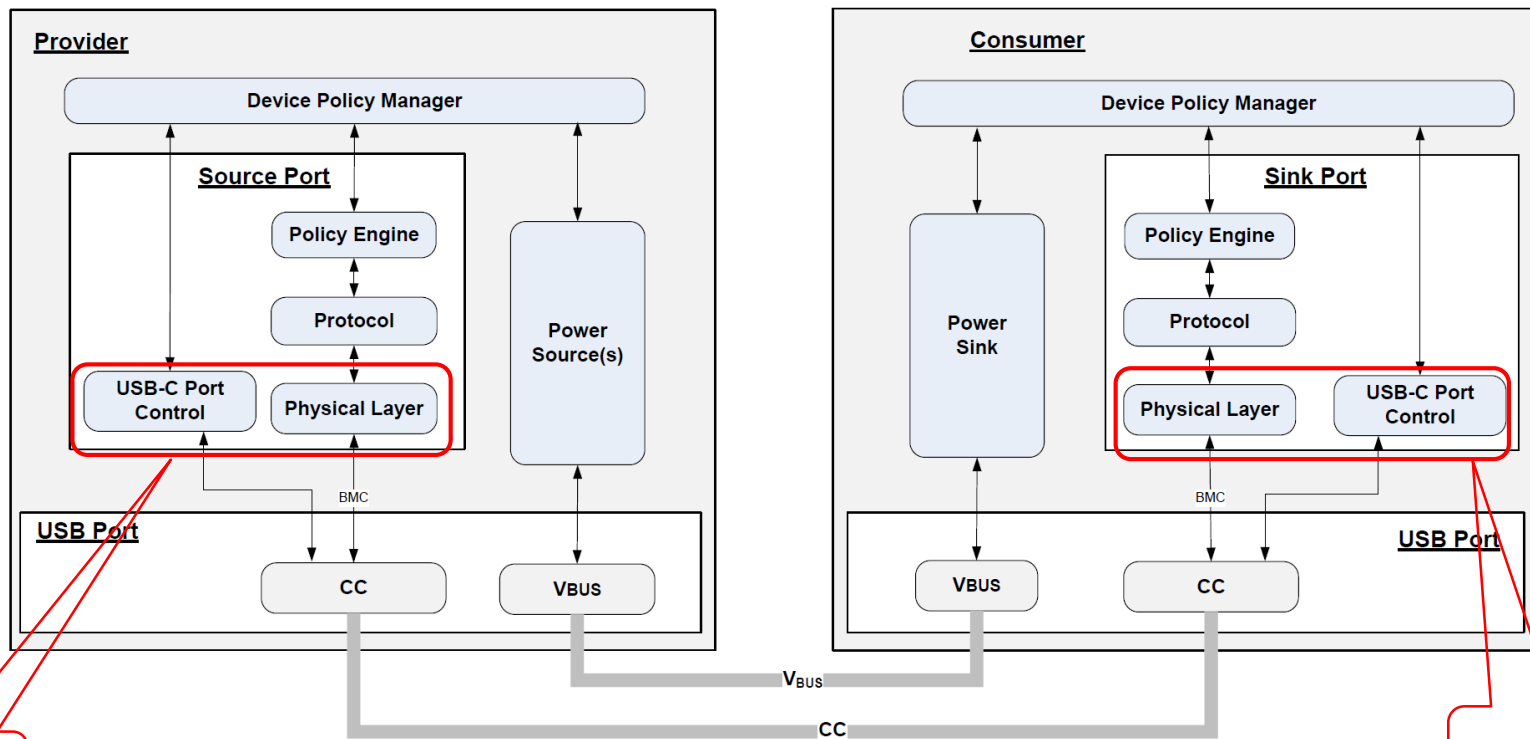 Provider
Device Policy Manager
Source Port
Policy Engine
Protocol
Power
Source(s)
USB-C Port
Control
Physical Layer
BMC
USB Port
CC
VBUS
Consumer
Device Policy Manager
Sink Port
Policy Engine
Power
Sink
Protocol
Physical Layer
USB-C Port
Control
BMC
USB Port
VBUS
CC
VBUS
CC